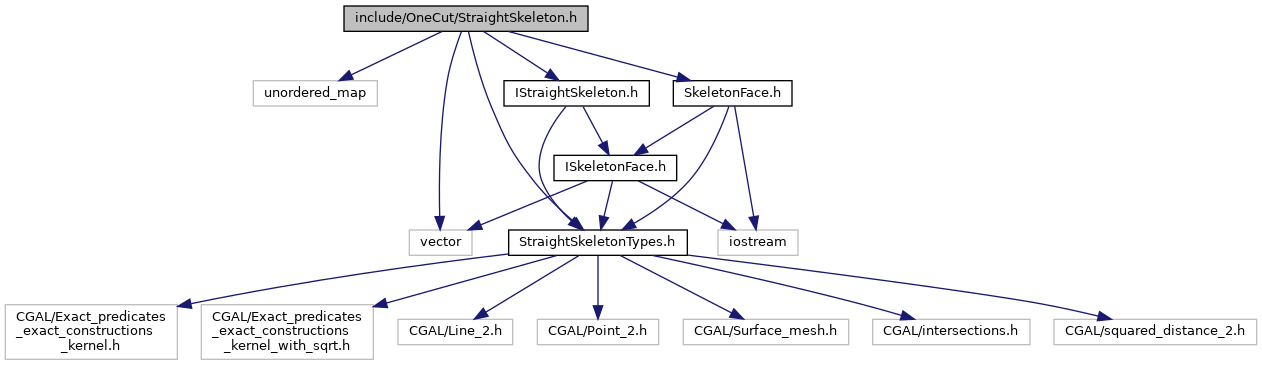 include/OneCut/StraightSkeleton.h
unordered_map
IStraightSkeleton.h
SkeletonFace.h
ISkeletonFace.h
vector
StraightSkeletonTypes.h
iostream
CGAL/Exact_predicates
_exact_constructions
_kernel.h
CGAL/Exact_predicates
_exact_constructions
_kernel_with_sqrt.h
CGAL/Line_2.h
CGAL/Point_2.h
CGAL/Surface_mesh.h
CGAL/intersections.h
CGAL/squared_distance_2.h